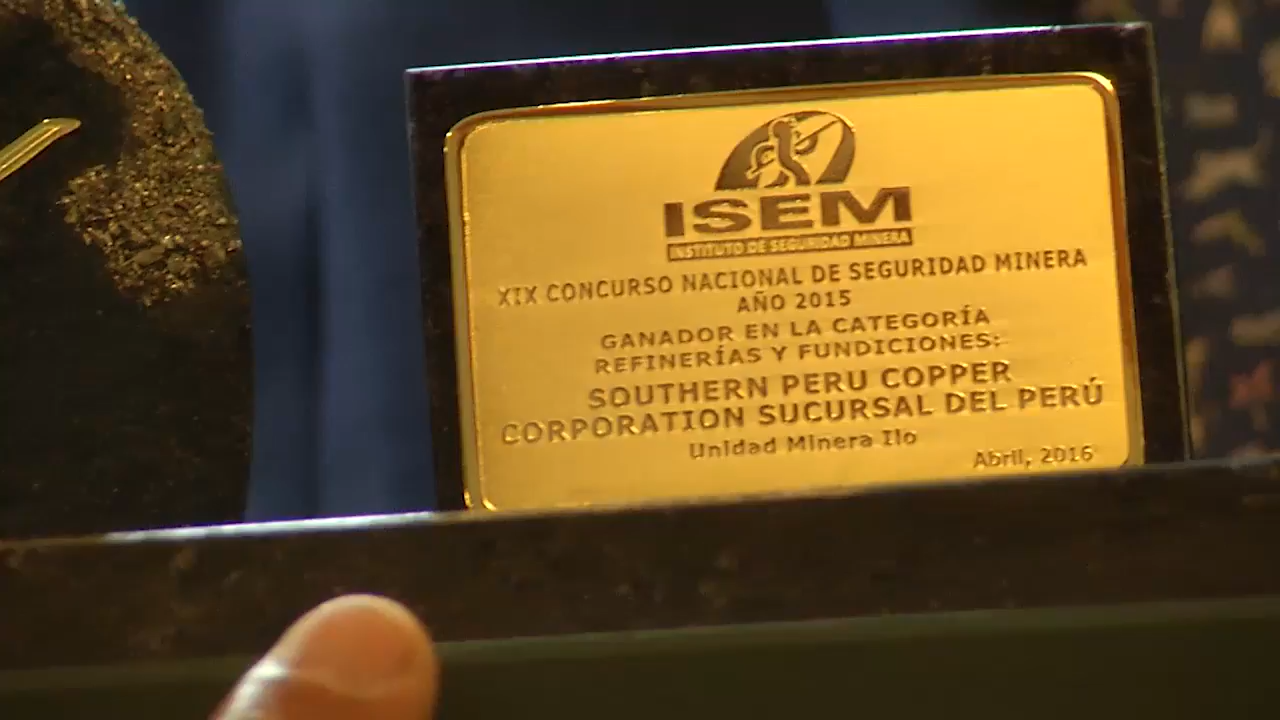 ISEM
INSTITUTO DE SEGURIDAD MINERA
XIX CONCURSO NACIONAL DE SEGURIDAD MINERA
AÑO 2015
GANADOR EN LA CATEGORÍA
REFINERÍAS Y FUNDICIONES:
SOUTHERN PERU COPPER
CORPORATION SUCURSAL DEL PERÚ
Unidad Minera Ilo
Abril, 2016